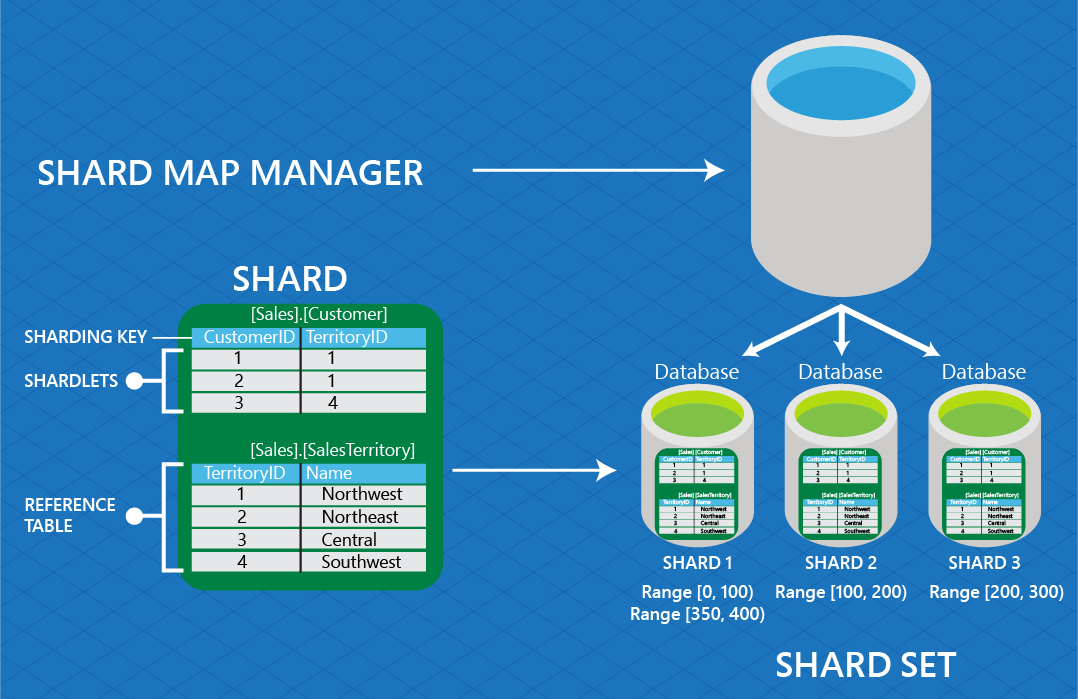 SHARD MAP MANAGER
SHARD
[Sales].[Customer]
SHARDING KEY
CustomerID TerritoryID
SHARDLETS
1 1
2 1
3 4
[Sales].[SalesTerritory]
TerritoryID Name
REFERENCE
TABLE
1 Northwest
2 Northeast
3 Central
4 Southwest
Database
[Sales].[Customer]
CustomerID TerritoryID
1 1
2 1
3 4
[Sales].[SalesTerritory]
TerritoryID Name
1 Northwest
2 Northeast
3 Central
4 Southwest
SHARD 1
Range [0, 100)
Range [350, 400)
Database
[Sales].[Customer]
CustomerID TerritoryID
1 1
2 1
3 4
[Sales].[SalesTerritory]
TerritoryID Name
1 Northwest
2 Northeast
3 Central
4 Southwest
SHARD 2
Range [100, 200)
Database
[Sales].[Customer]
CustomerID TerritoryID
1 1
2 1
3 4
[Sales].[SalesTerritory]
TerritoryID Name
1 Northwest
2 Northeast
3 Central
4 Southwest
SHARD 3
Range [200, 300)
SHARD SET